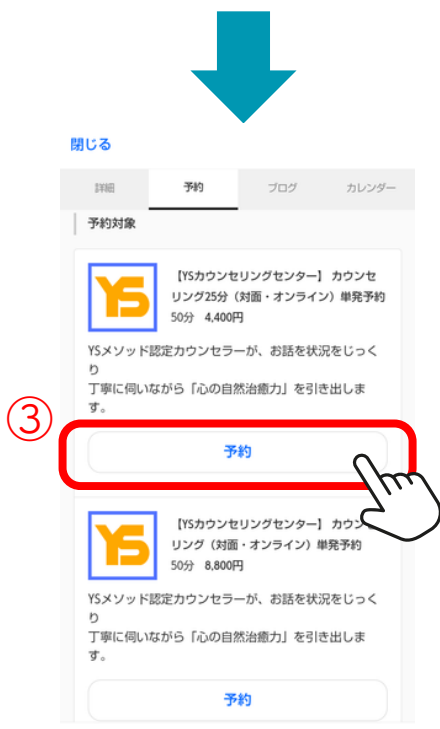 閉じる
詳細 予約 ブログ カレンダー
予約対象
YS
【YSカウンセリングセンター】 カウンセ
リング25分（対面・オンライン）単発予約
50分 4,400円
YSメソッド認定カウンセラーが、お話を状況をじっく
り
丁寧に伺いながら「心の自然治癒力」を引き出しま
す。
③
予約
YS
【YSカウンセリングセンター】 カウン
リング（対面・オンライン）単発予約
50分 8,800円
YSメソッド認定カウンセラーが、お話を状況をじっく
り
丁寧に伺いながら「心の自然治癒力」を引き出しま
す。
予約